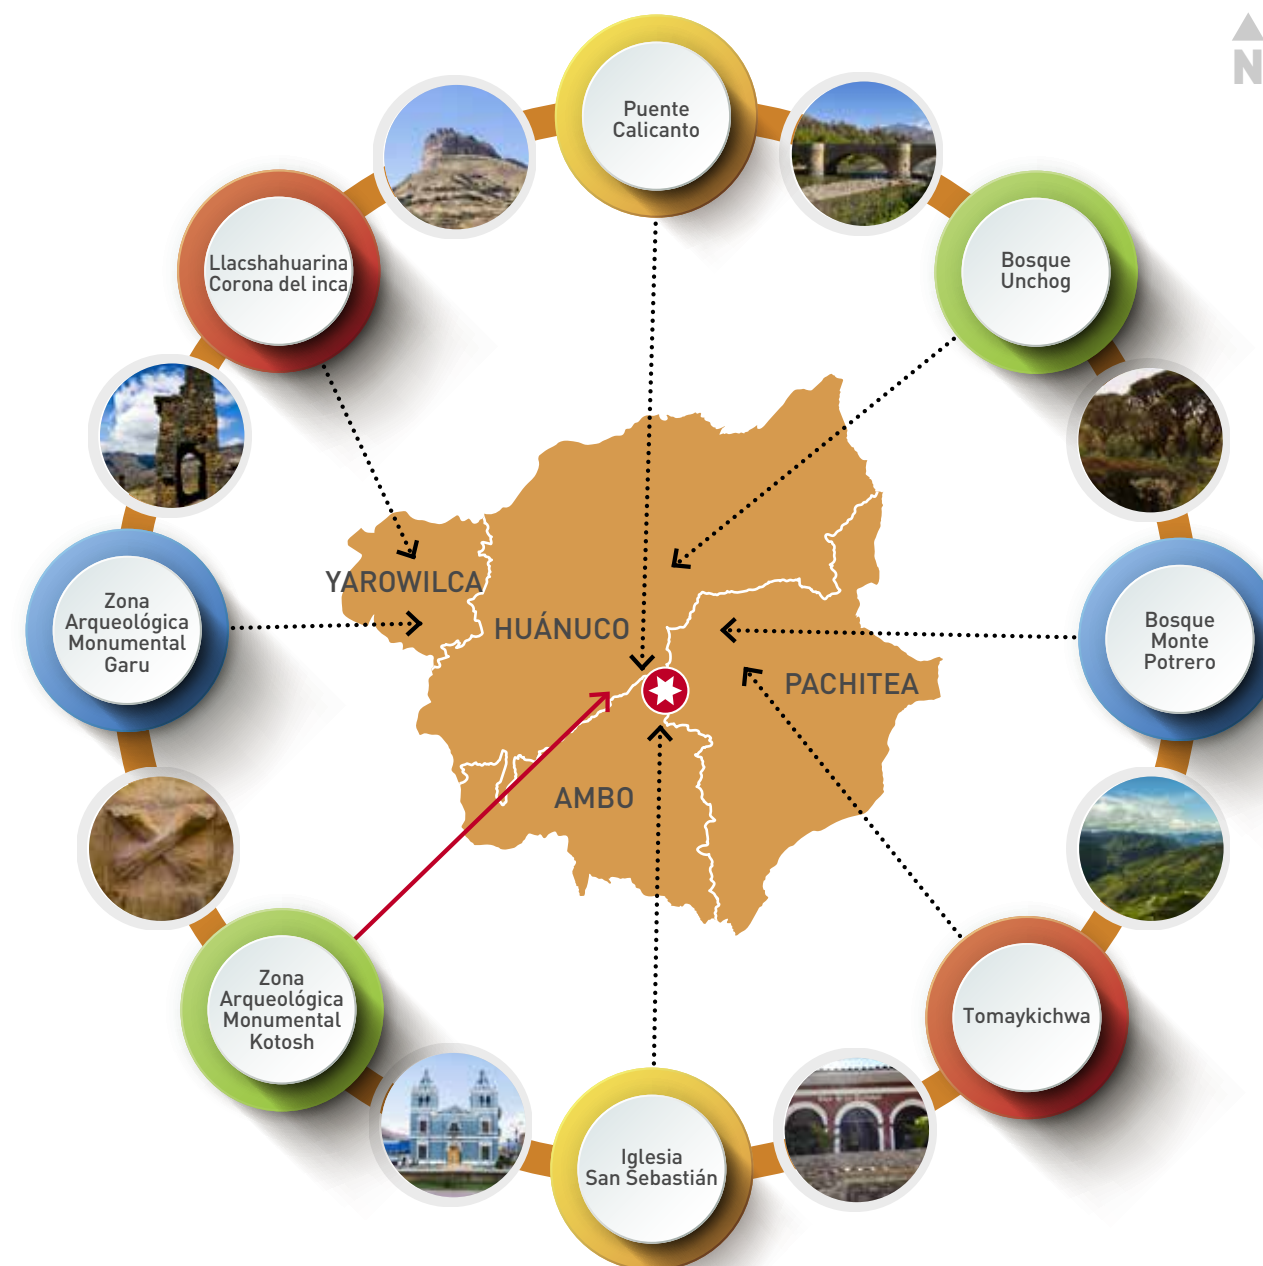 N
Puente
Calicanto
Llacshahuarina
Corona del inca
Bosque
Unchog
YAROWILCA
Zona
Arqueológica
Monumental
Garu
HUÁNUCO
Bosque
Monte
Potrero
PACHITEA
AMBO
Zona
Arqueológica
Monumental
Kotosh
Tomaykichwa
Iglesia
San Sebastián